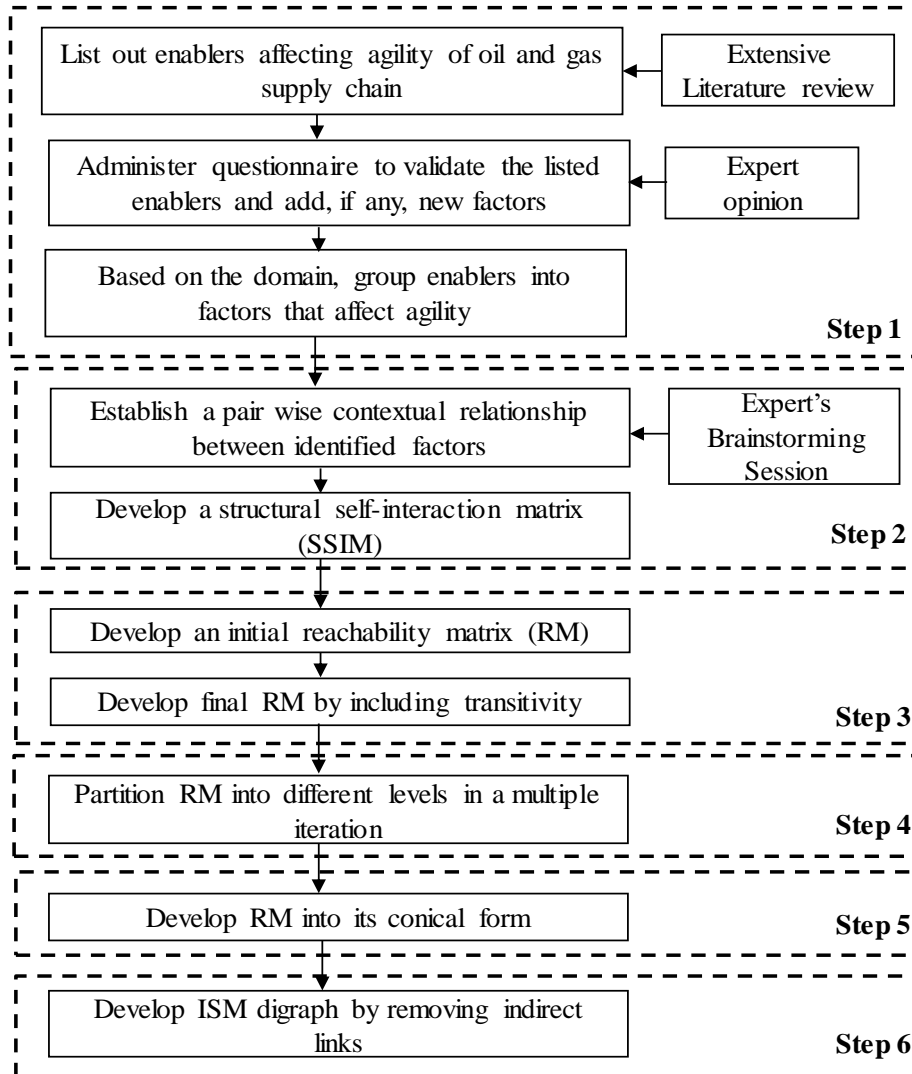 List out enablers affecting agility of oil and gas
supply chain
Extensive
Literature review
Administer questionnaire to validate the listed
enablers and add, if any, new factors
Expert
opinion
Based on the domain, group enablers into
factors that affect agility
Step 1
Establish a pair wise contextual relationship
between identified factors
Expert’s
Brainstorming
Session
Develop a structural self-interaction matrix
(SSIM)
Step 2
Develop an initial reachability matrix (RM)
Develop final RM by including transitivity
Step 3
Partition RM into different levels in a multiple
iteration
Step 4
Develop RM into its conical form
Step 5
Develop ISM digraph by removing indirect
links
Step 6